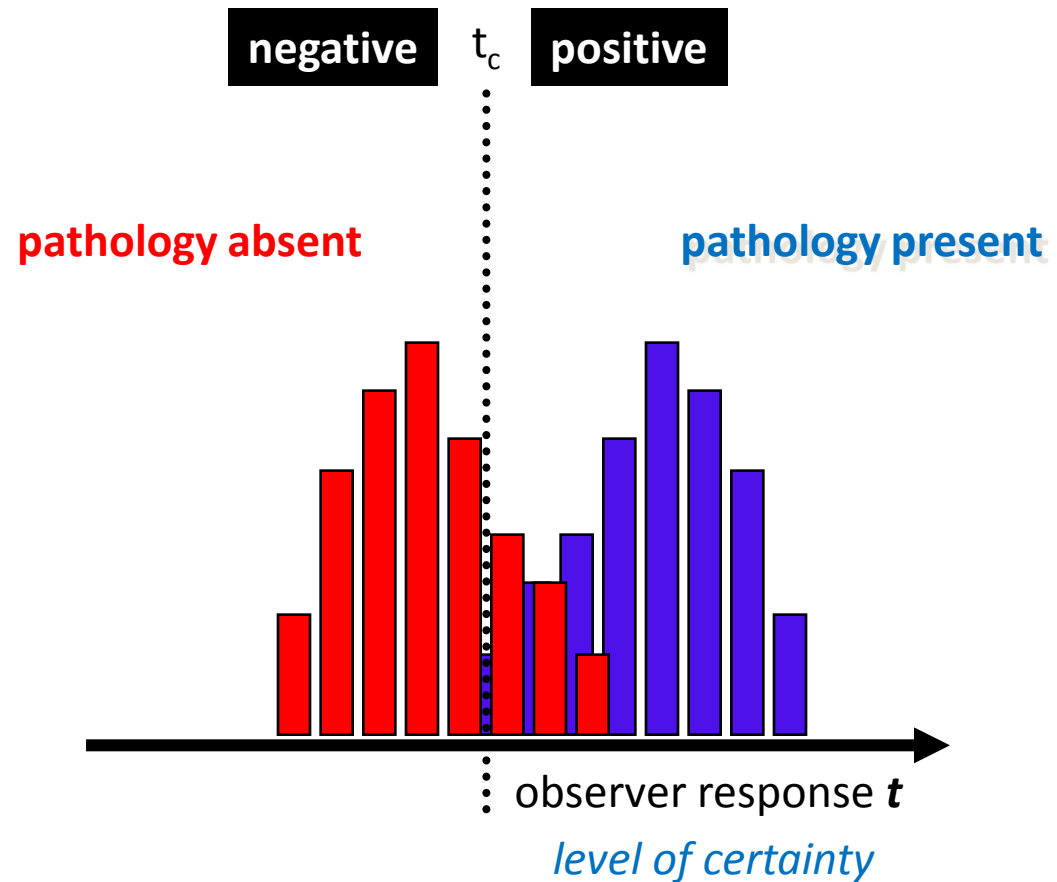 negative t_c positive
pathology absent pathology present
observer response t
level of certainty